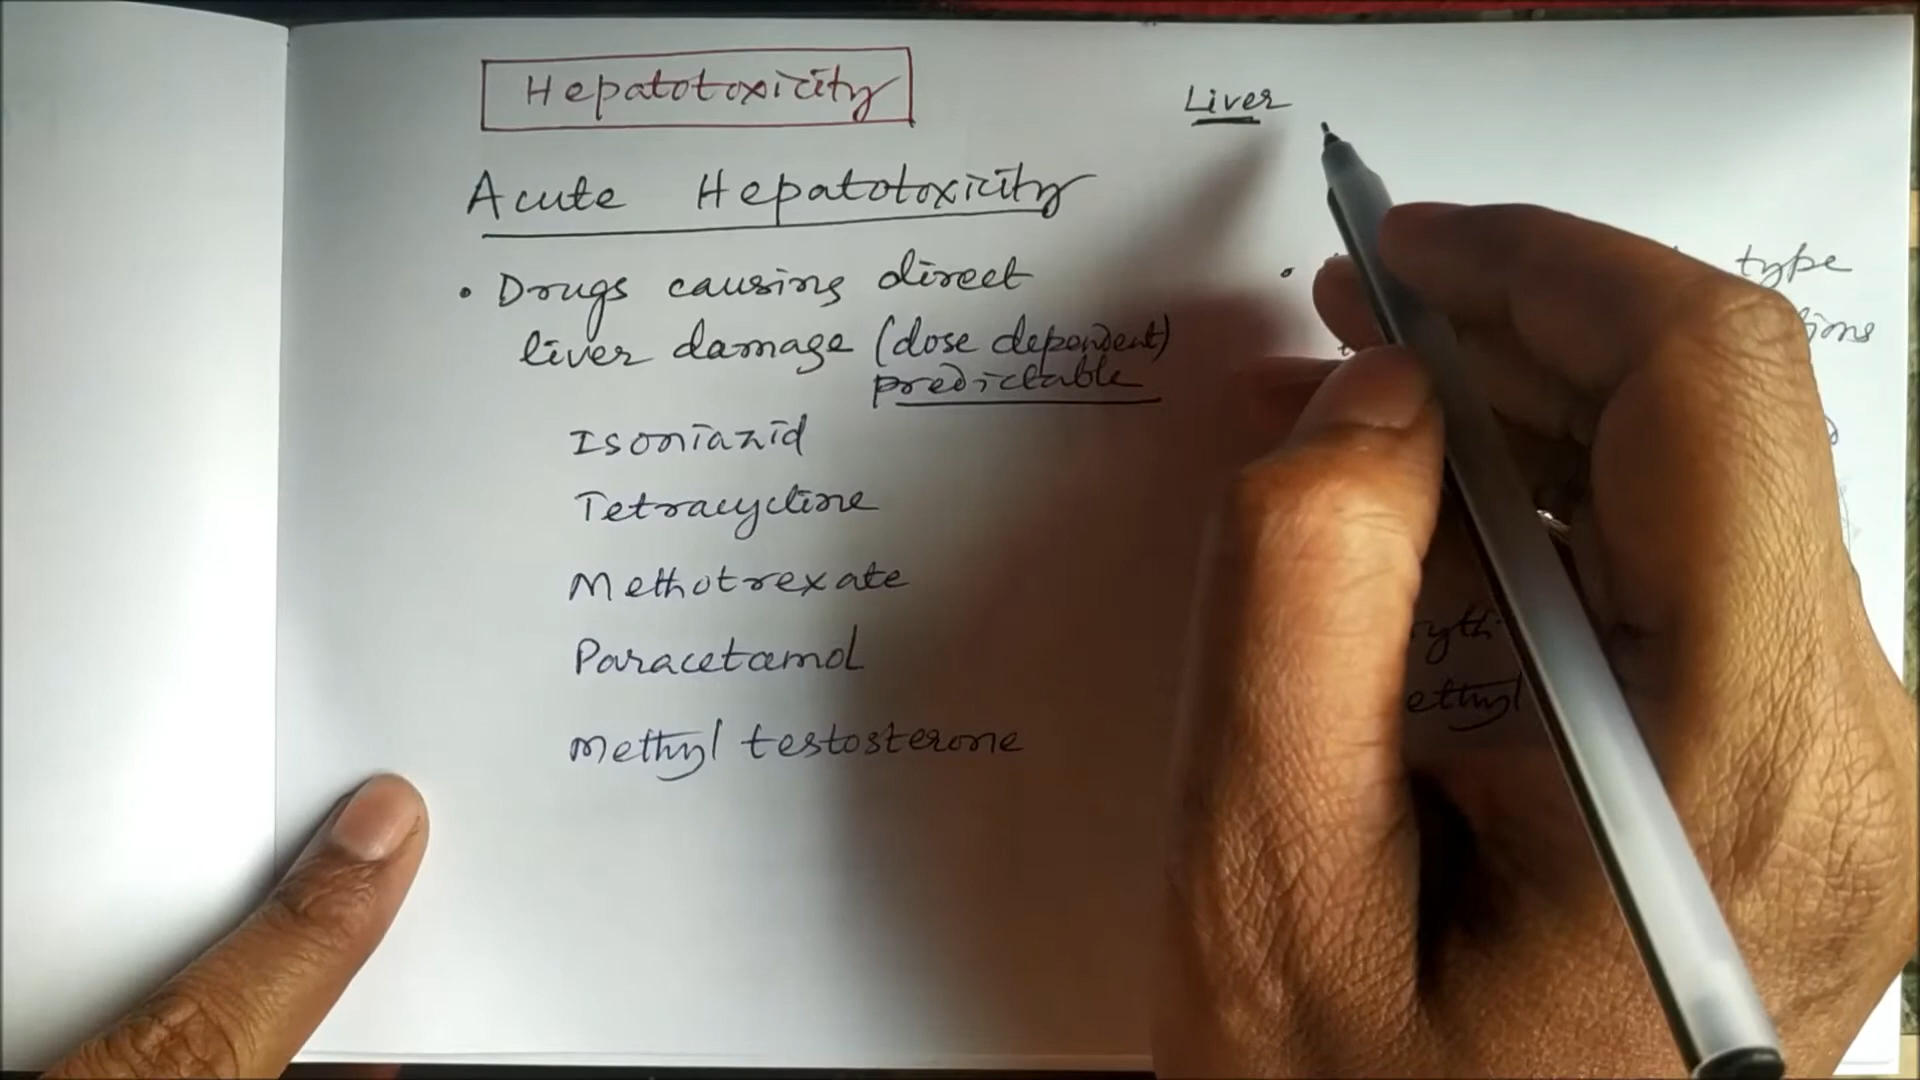 Hepatotoxicity
Liver
Acute Hepatotoxicity
• Drugs causing direct
liver damage (dose dependent)
predictable
Isoniazid
Tetracycline
Methotrexate
Paracetamol
Methyl testosterone
• type